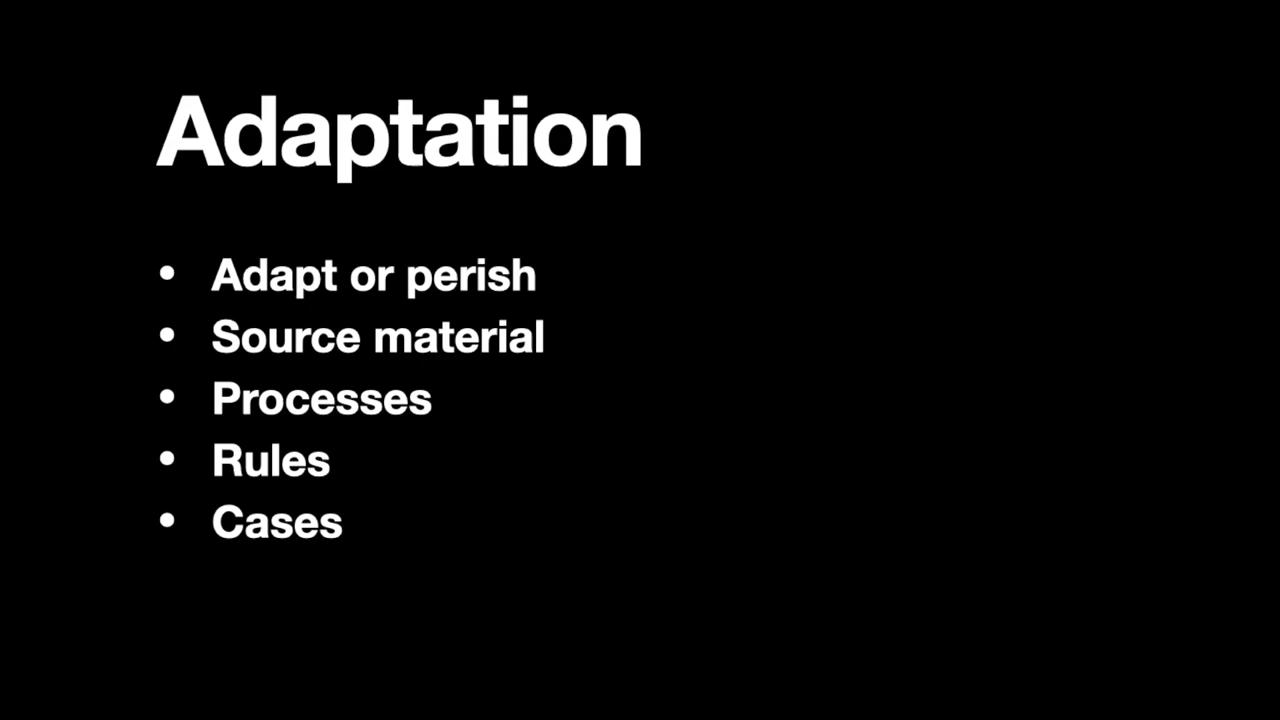 Adaptation
• Adapt or perish
• Source material
• Processes
• Rules
• Cases